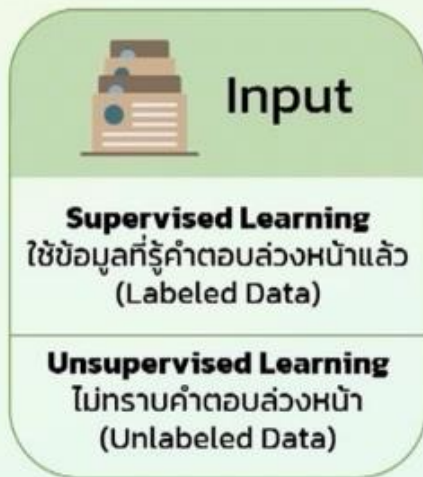 Input
Supervised Learning
ใช้ข้อมูลที่รู้คำตอบล่วงหน้าแล้ว
(Labeled Data)
Unsupervised Learning
ไม่ทราบคำตอบล่วงหน้า
(Unlabeled Data)